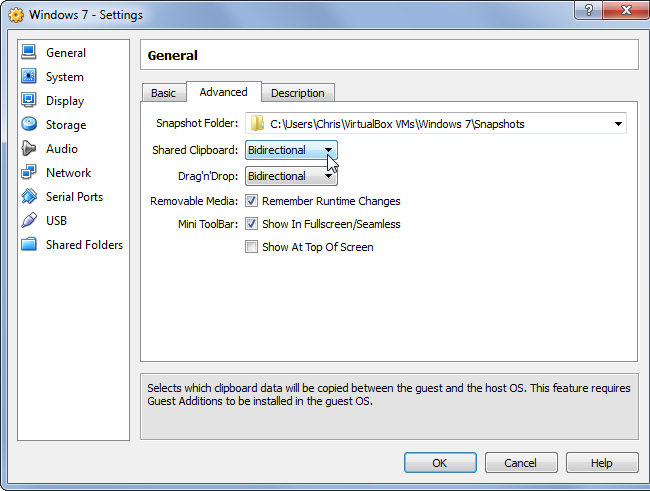 Windows 7 - Settings
General
System
Display
Storage
Audio
Network
Serial Ports
USB
Shared Folders
General
Basic
Advanced
Description
Snapshot Folder: C:\Users\Chris\VirtualBox VMs\Windows 7\Snapshots
Shared Clipboard: Bidirectional
Drag'n'Drop: Bidirectional
Removable Media: Remember Runtime Changes
Mini ToolBar: Show In Fullscreen/Seamless
Show At Top Of Screen
Selects which clipboard data will be copied between the guest and the host OS. This feature requires
Guest Additions to be installed in the guest OS.
OK
Cancel
Help